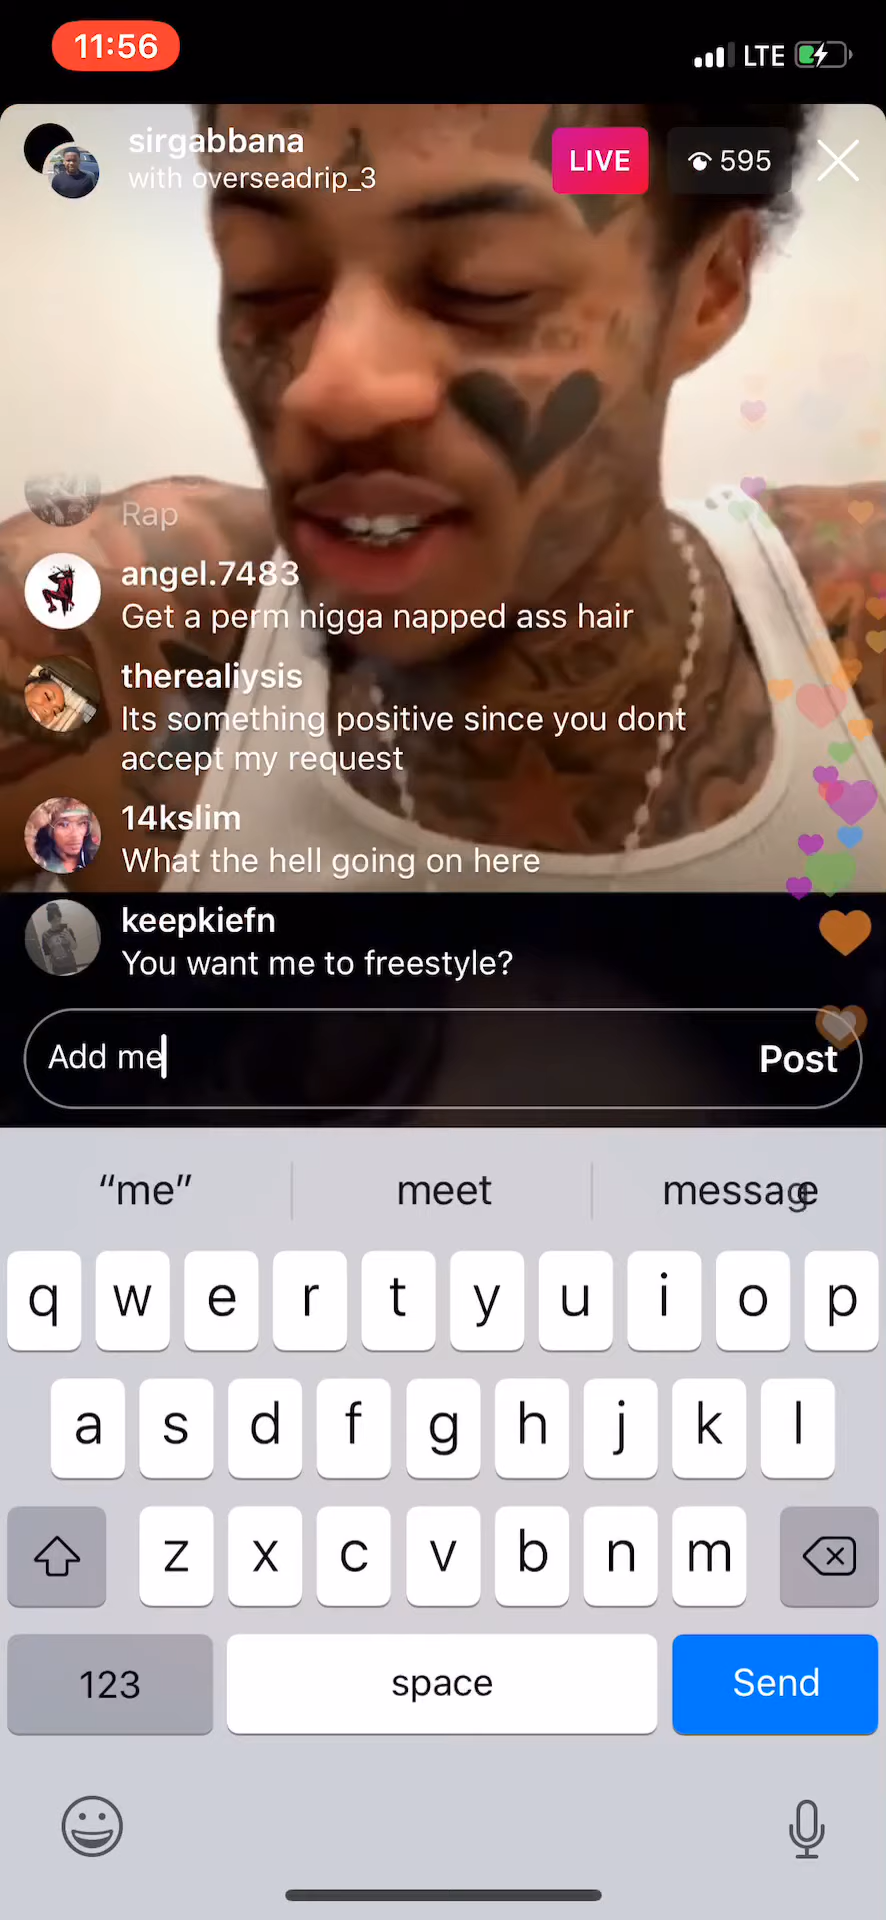 11:56
LTE
sirgabbana
with overseadrip_3
LIVE
595
Rap
angel.7483
Get a perm nigga napped ass hair
therealiysis
Its something positive since you dont
accept my request
14kslim
What the hell going on here
keepkiefn
You want me to freestyle?
Add me
Post
“me”
meet
message
q w e r t y u i o p
a s d f g h j k l
z x c v b n m
123
space
Send